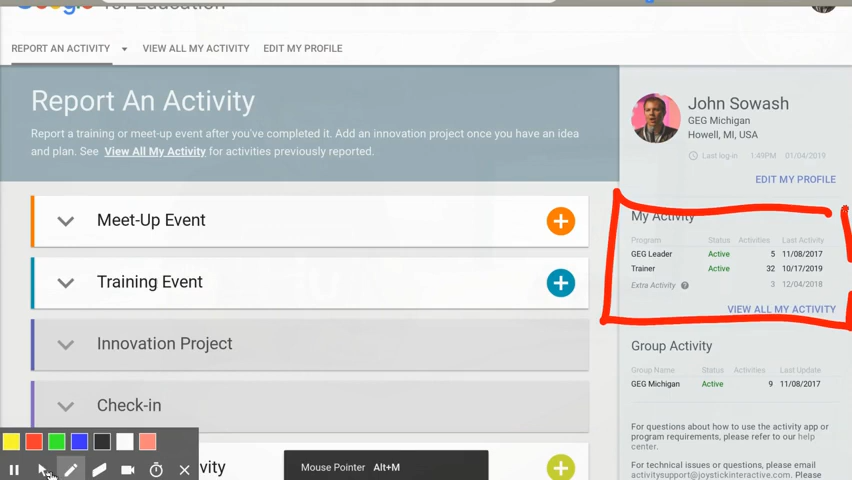 Google for Education
REPORT AN ACTIVITY VIEW ALL MY ACTIVITY EDIT MY PROFILE
Report An Activity
Report a training or meet-up event after you've completed it. Add an innovation project once you have an idea
and plan. See View All My Activity for activities previously reported.
Meet-Up Event
Training Event
Innovation Project
Check-in
ivity
John Sowash
GEG Michigan
Howell, MI, USA
Last log-in 1:49PM 01/04/2019
EDIT MY PROFILE
My Activity
Program Status Activities Last Activity
GEG Leader Active 5 11/08/2017
Trainer Active 32 10/17/2019
Extra Activity ? 3 12/04/2018
VIEW ALL MY ACTIVITY
Group Activity
Group Name Status Activities Last Update
GEG Michigan Active 9 11/08/2017
For questions about how to use the activity app or
program requirements, please refer to our help
center.
For technical issues or questions, please email
activitysupport@joystickinteractive.com. Please
Mouse Pointer Alt+M